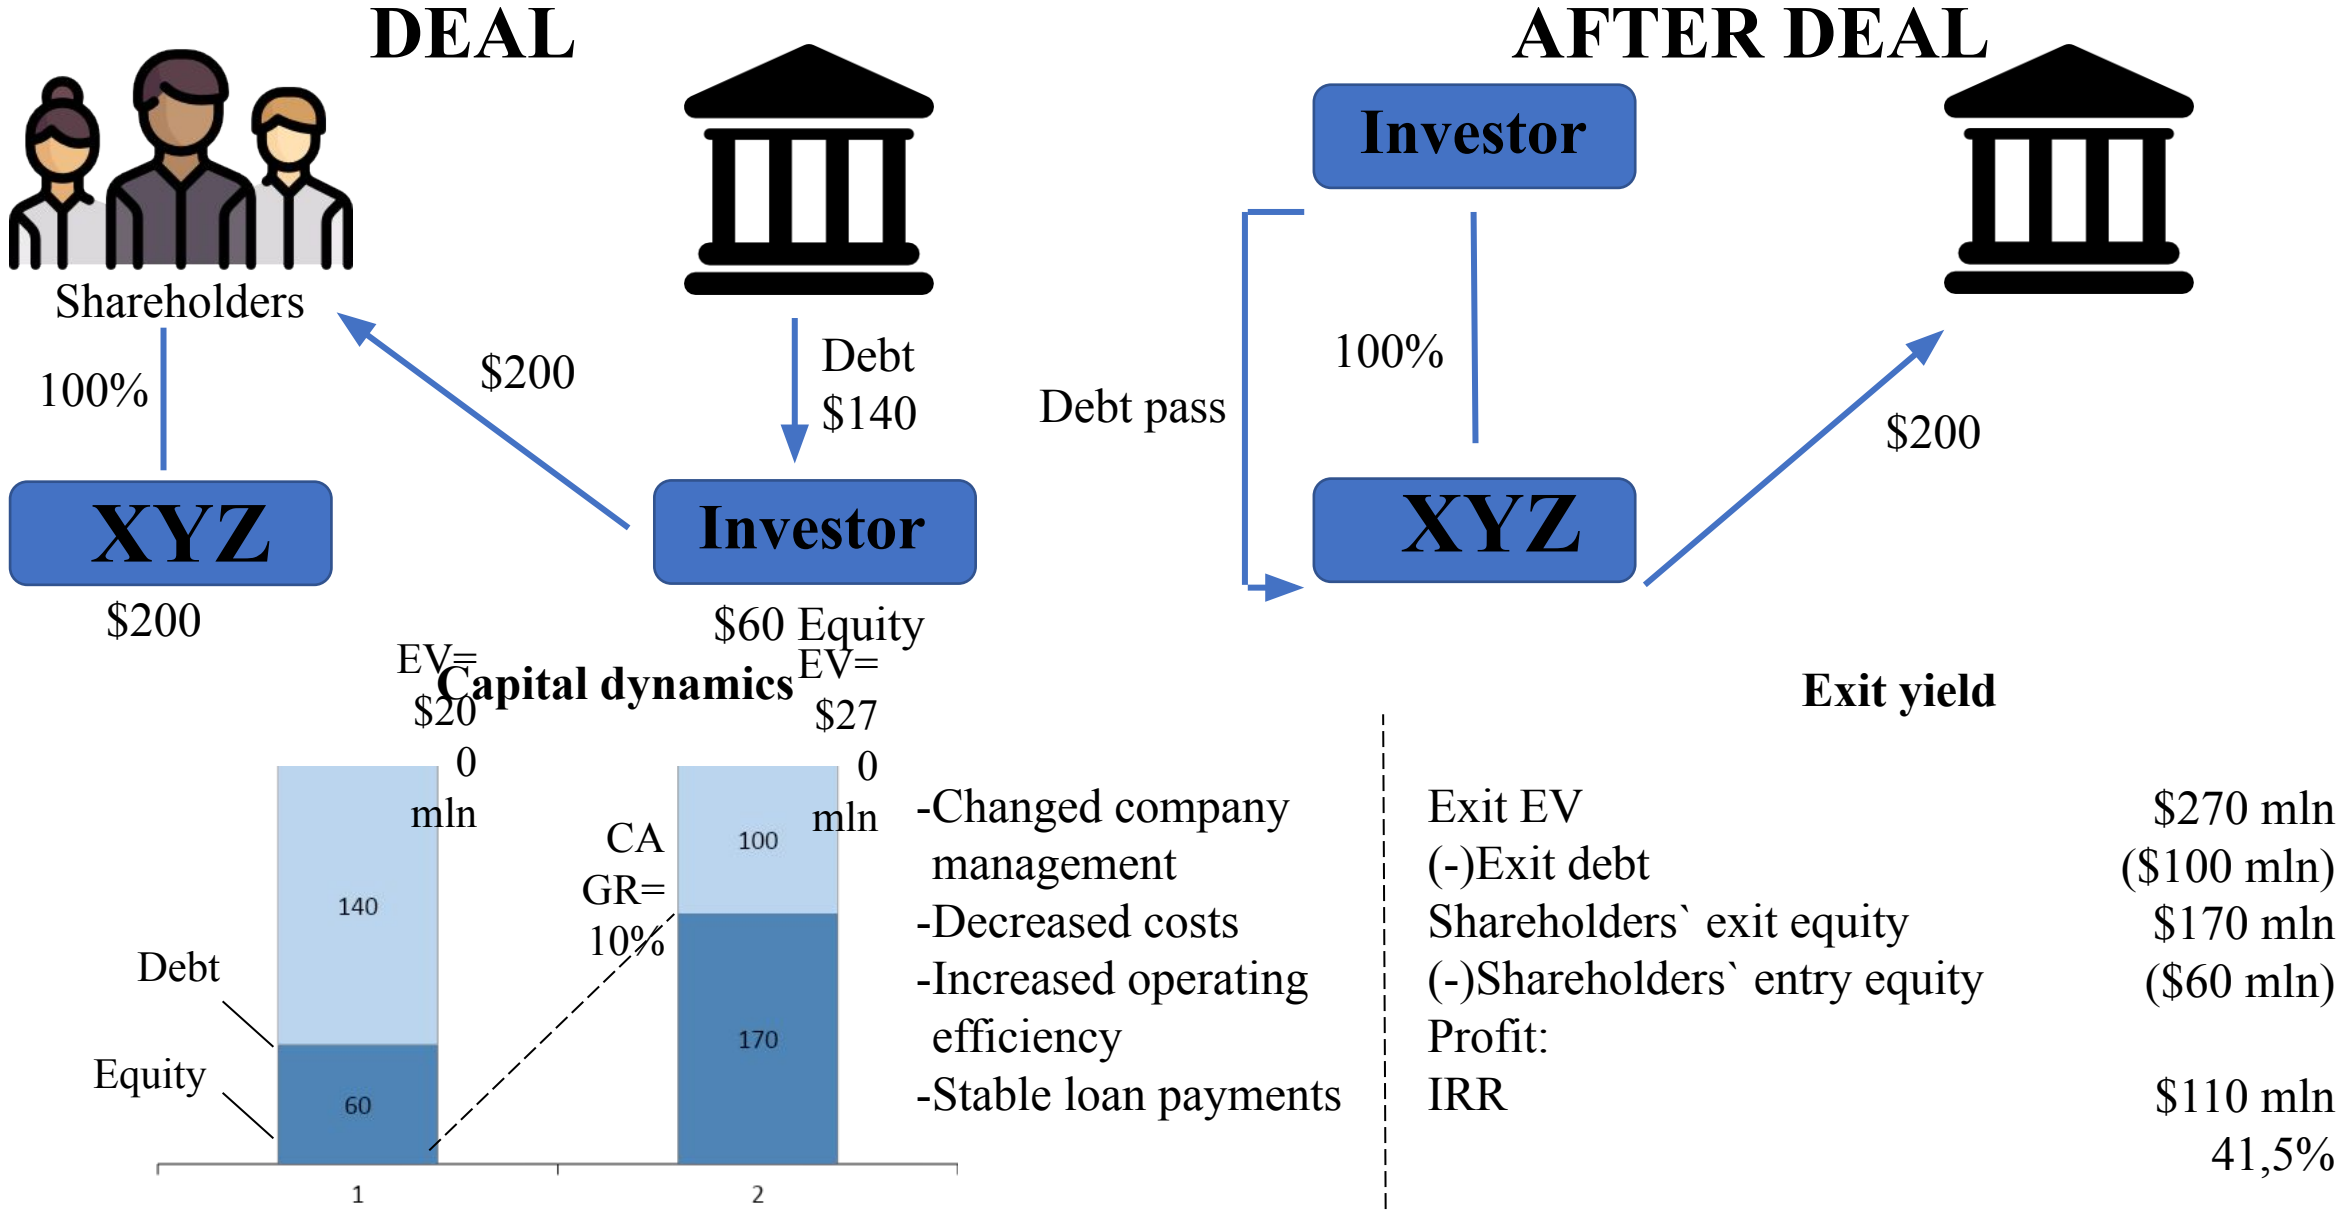 DEAL
AFTER DEAL
Investor
Shareholders
100%
$200
Debt
$140
100%
Debt pass
$200
XYZ
Investor
XYZ
$200
$60 Equity
Capital dynamics
EV=
$20
0
mln
EV=
$27
0
mln
CA
GR=
10%
140
60
100
170
Debt
Equity
1
2
-Changed company
management
-Decreased costs
-Increased operating
efficiency
-Stable loan payments
Exit yield
Exit EV
$270 mln
(-)Exit debt
($100 mln)
Shareholders` exit equity
$170 mln
(-)Shareholders` entry equity
($60 mln)
Profit:
IRR
$110 mln
41,5%